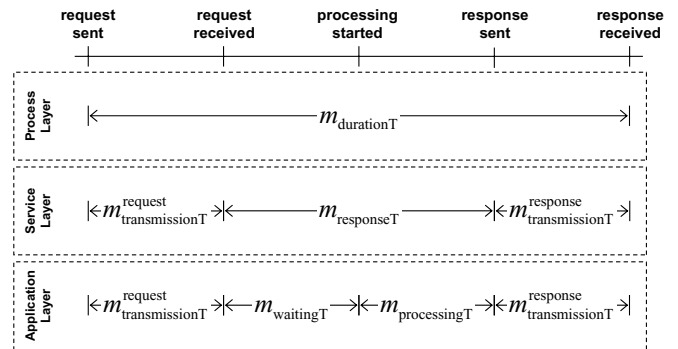 request request processing response response
sent received started sent received
Process Layer
m_durationT
Service Layer
m^request_transmissionT m_responseT m^response_transmissionT
Application Layer
m^request_transmissionT m_waitingT m_processingT m^response_transmissionT